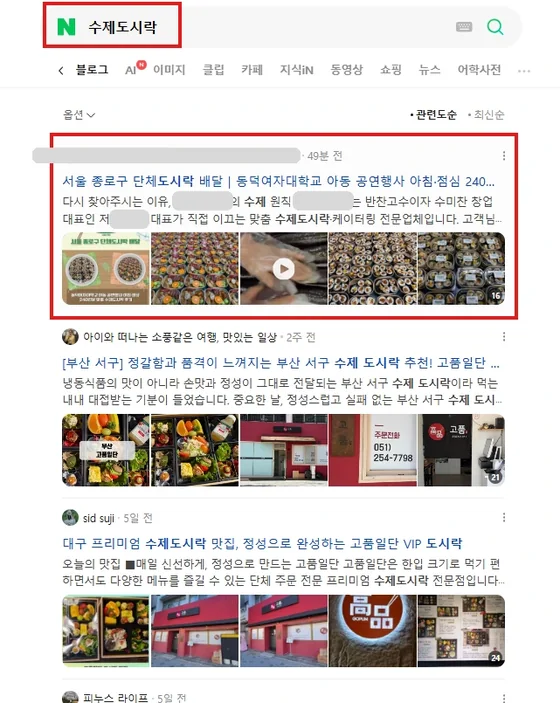 N 수제도시락
블로그 AI N 이미지 클립 카페 지식iN 동영상 쇼핑 뉴스 어학사전
옵션
• 관련도순 • 최신순
· 49분 전
서울 종로구 단체도시락 배달 | 동덕여자대학교 아동 공연행사 아침·점심 240...
다시 찾아주시는 이유, 의 수제 원칙 는 반찬고수이자 수미찬 창업
대표인 저 대표가 직접 이끄는 맞춤 수제도시락·케이터링 전문업체입니다. 고객님...
서울 종로구 단체도시락 배달
16
아이와 떠나는 소풍같은 여행, 맛있는 일상 · 2주 전
[부산 서구] 정갈함과 품격이 느껴지는 부산 서구 수제 도시락 추천! 고품일단 ...
냉동식품의 맛이 아니라 손맛과 정성이 그대로 전달되는 부산 서구 수제 도시락이라 먹는
내내 대접받는 기분이 들었습니다. 중요한 날, 정성스럽고 실패 없는 부산 서구 수제 도시...
부산
고품일단
주문전화
051)
254-7798
고품
21
sid suji · 5일 전
대구 프리미엄 수제도시락 맛집, 정성으로 완성하는 고품일단 VIP 도시락
오늘의 맛집 ■매일 신선하게, 정성으로 만드는 고품일단 고품일단은 한입 크기로 먹기 편
하면서도 다양한 메뉴를 즐길 수 있는 단체 주문 전문 프리미엄 수제도시락 전문점입니다...
高品
GOPUM
24
피누스 라이프 · 5일 전